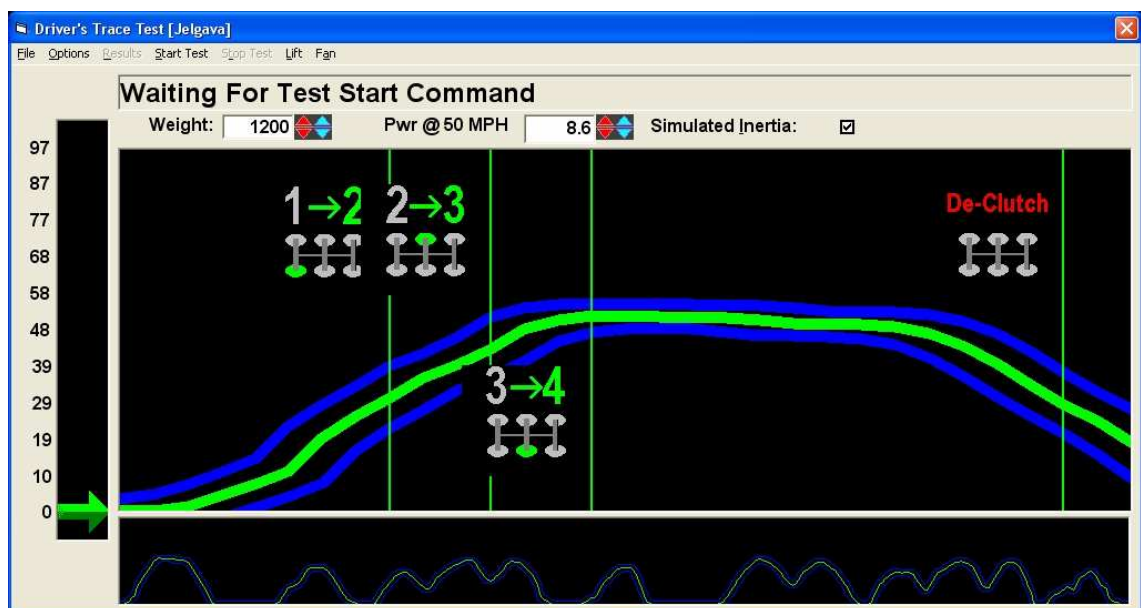 Driver's Trace Test [Jelgava]
File Options Results Start Test Stop Test Lift Fan
Waiting For Test Start Command
Weight: 1200 Pwr @ 50 MPH 8.6 Simulated Inertia:
97
87
77
68
58
48
39
29
19
10
0
1→2 2→3 De-Clutch
3→4